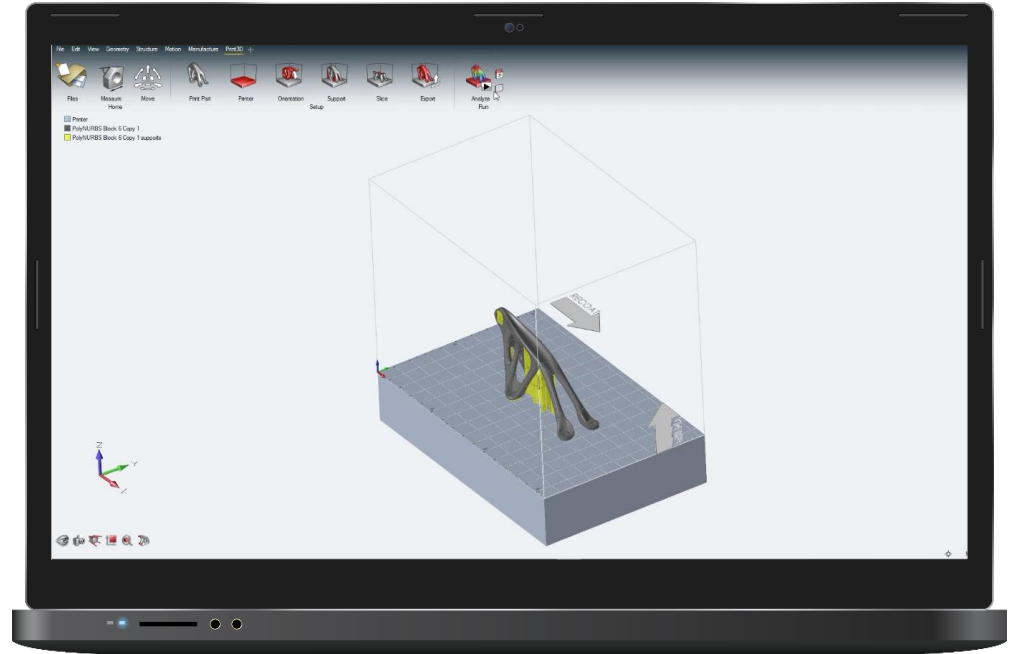 File Edit View Geometry Structure Motion Manufacture Print3D +
Files Measure Move Print Part Printer Orientation Support Slice Export Analyze
Home Setup Run
Printer
PolyNURBS Block 6 Copy 1
PolyNURBS Block 6 Copy 1 supports
Z
Y
X